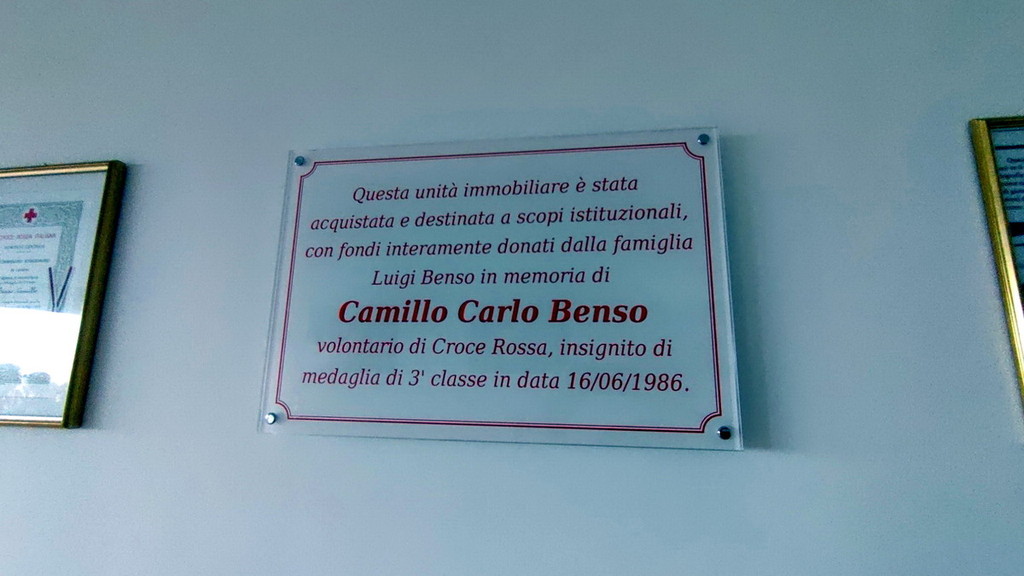 Questa unità immobiliare è stata
acquistata e destinata a scopi istituzionali,
con fondi interamente donati dalla famiglia
Luigi Benso in memoria di
Camillo Carlo Benso
volontario di Croce Rossa, insignito di
medaglia di 3' classe in data 16/06/1986.